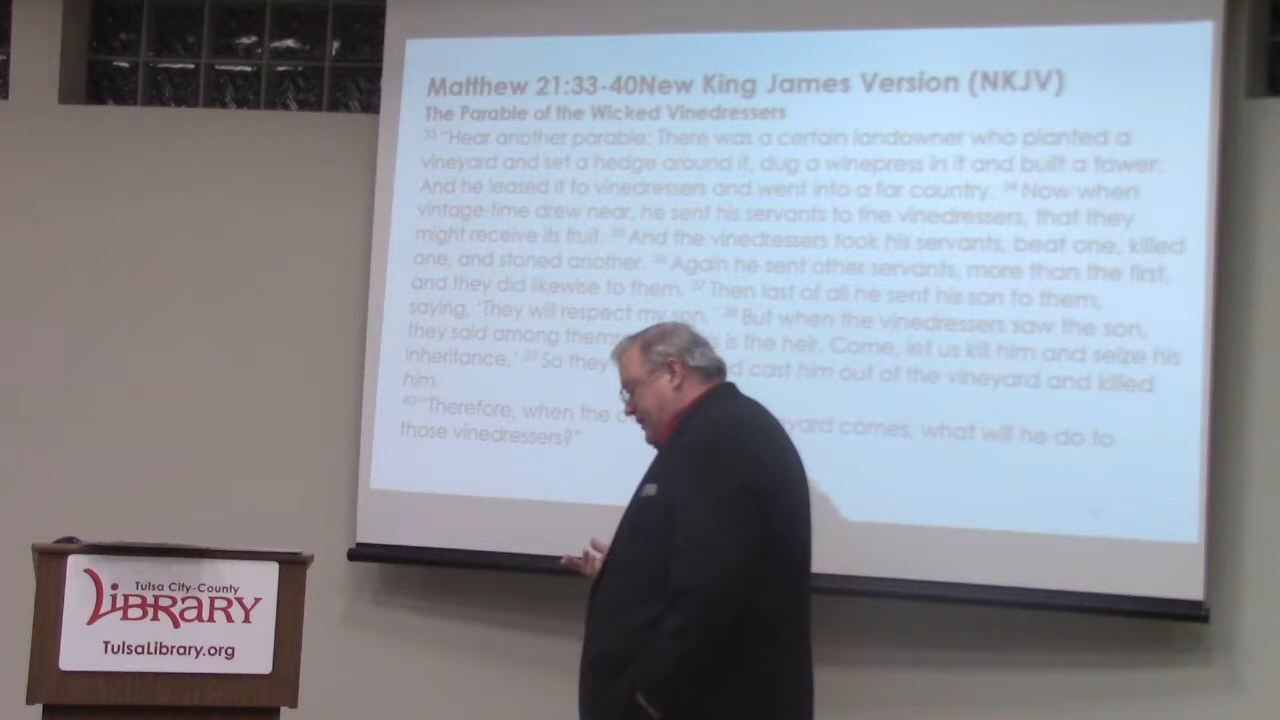 Matthew 21:33-40New King James Version (NKJV)
The Parable of the Wicked Vinedressers
33 "Hear another parable: There was a certain landowner who planted a
vineyard and set a hedge around it, dug a winepress in it and built a tower.
And he leased it to vinedressers and went into a far country. 34 Now when
vintage-time drew near, he sent his servants to the vinedressers, that they
might receive its fruit. 35 And the vinedressers took his servants, beat one, killed
one, and stoned another. 36 Again he sent other servants, more than the first,
and they did likewise to them. 37 Then last of all he sent his son to them,
saying, 'They will respect my son.' 38 But when the vinedressers saw the son,
they said among thems is the heir. Come, let us kill him and seize his
inheritance.' 39 So they d cast him out of the vineyard and killed
him.
40 "Therefore, when the yard comes, what will he do to
those vinedressers?"
Tulsa City-County
LIBRARY
TulsaLibrary.org